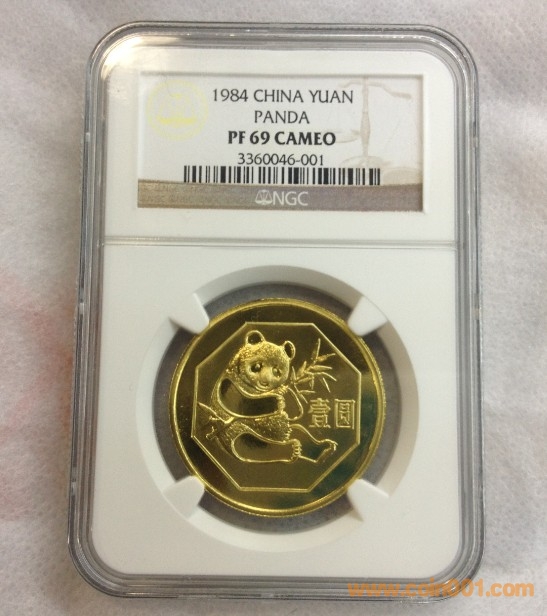 1984 CHINA YUAN
PANDA
PF 69 CAMEO
3360046-001
NGC
壹圆
www.coin001.com